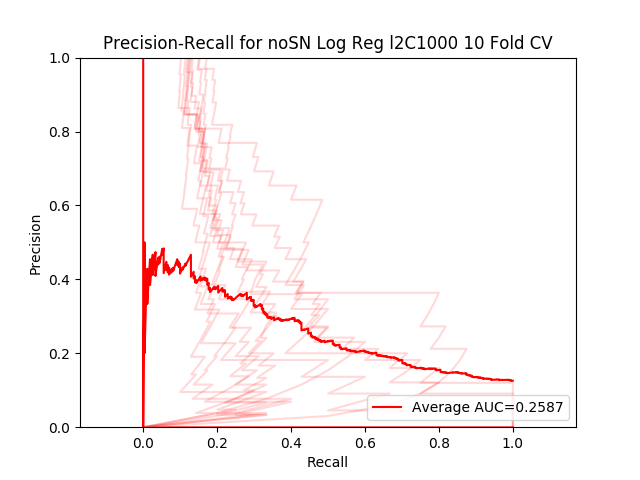 Precision-Recall for noSN Log Reg l2C1000 10 Fold CV
1.0
0.8
0.6
0.4
0.2
0.0
Precision
0.0 0.2 0.4 0.6 0.8 1.0
Recall
Average AUC=0.2587